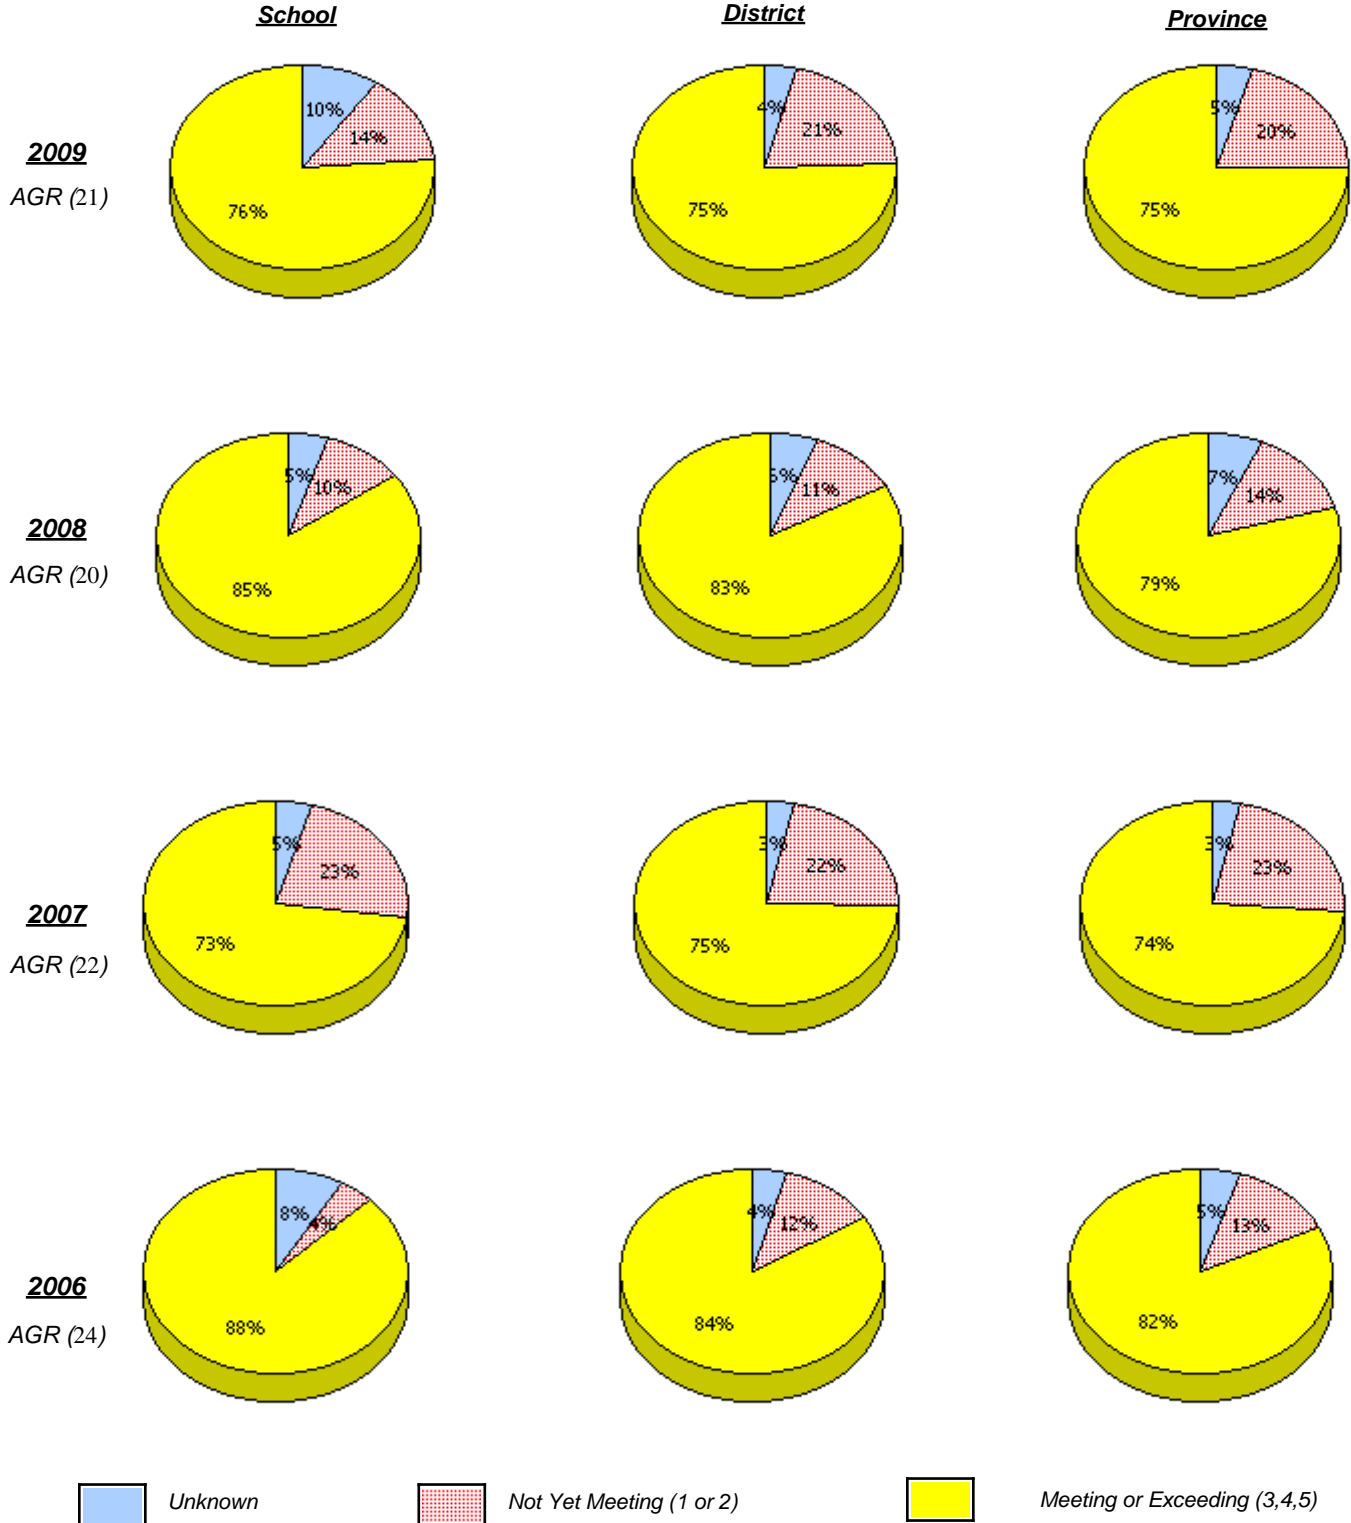 School District Province
2009
AGR (21)
10% 14% 76%
4% 21% 75%
5% 20% 75%
2008
AGR (20)
5% 10% 85%
11% 83%
7% 14% 79%
2007
AGR (22)
5% 23% 73%
3% 22% 75%
3% 23% 74%
2006
AGR (24)
8% 4% 88%
4% 12% 84%
5% 13% 82%
Unknown Not Yet Meeting (1 or 2) Meeting or Exceeding (3,4,5)